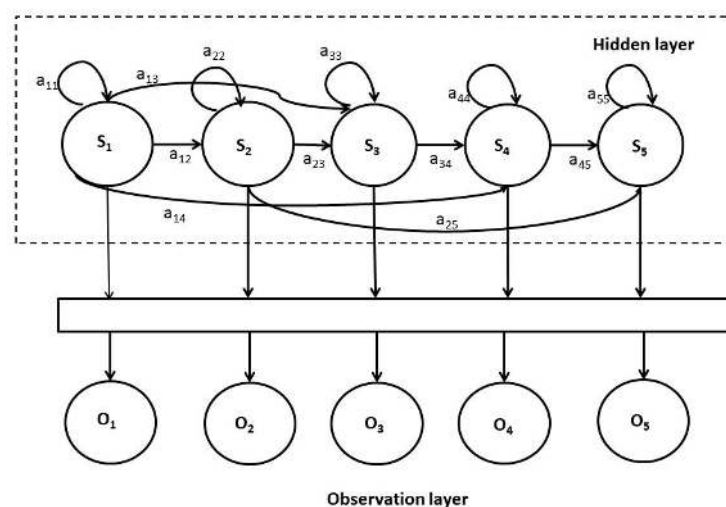 Hidden layer
a₁₁ a₁₃ a₂₂ a₃₃ a₄₄ a₅₅
S₁ S₂ S₃ S₄ S₅
a₁₂ a₂₃ a₃₄ a₄₅
a₁₄ a₂₅
O₁ O₂ O₃ O₄ O₅
Observation layer